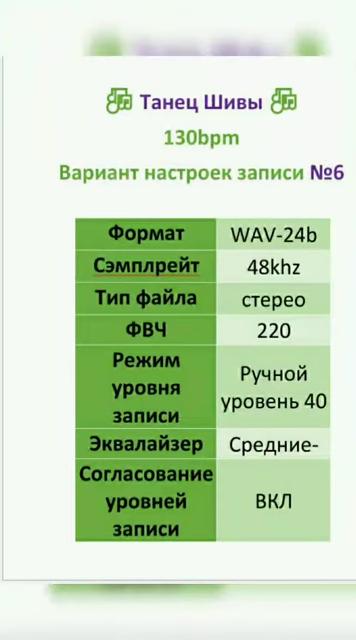 Танец Шивы
130bpm
Вариант настроек записи №6
Формат WAV-24b
Сэмплрейт 48khz
Тип файла стерео
ФВЧ 220
Режим
уровня
записи
Ручной
уровень 40
Эквалайзер Средние-
Согласование
уровней
записи
ВКЛ